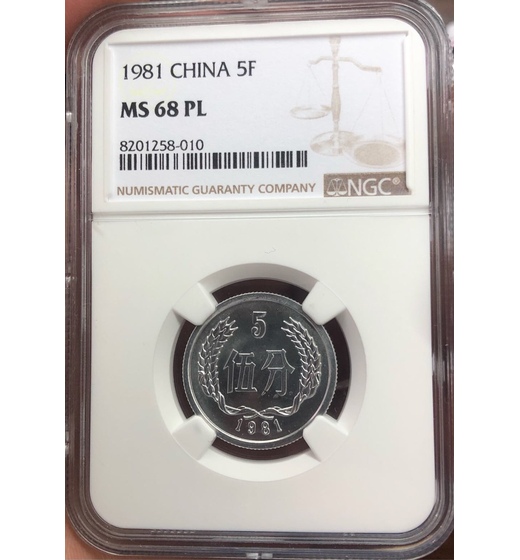 1981 CHINA 5F
MS 68 PL
8201258-010
NUMISMATIC GUARANTY COMPANY NGC®
5
伍分
1981